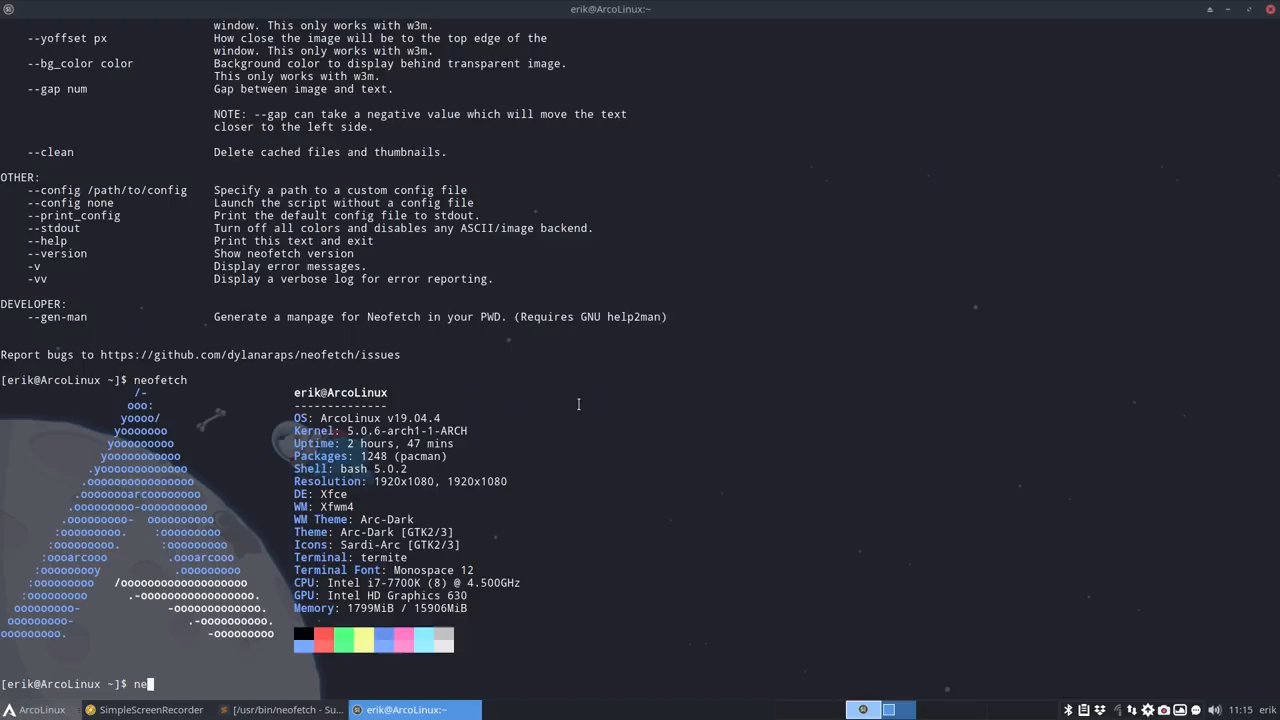 erik@ArcoLinux:~
window. This only works with w3m.
--yoffset px How close the image will be to the top edge of the
window. This only works with w3m.
--bg_color color Background color to display behind transparent image.
This only works with w3m.
--gap num Gap between image and text.
NOTE: --gap can take a negative value which will move the text
closer to the left side.
--clean Delete cached files and thumbnails.
OTHER:
--config /path/to/config Specify a path to a custom config file
--config none Launch the script without a config file
--print_config Print the default config file to stdout.
--stdout Turn off all colors and disables any ASCII/image backend.
--help Print this text and exit
--version Show neofetch version
-v Display error messages.
-vv Display a verbose log for error reporting.
DEVELOPER:
--gen-man Generate a manpage for Neofetch in your PWD. (Requires GNU help2man)
Report bugs to https://github.com/dylanaraps/neofetch/issues
[erik@ArcoLinux ~]$ neofetch
/- erik@ArcoLinux
ooo: --------------
yoooo/ OS: ArcoLinux v19.04.4
yooooooo Kernel: 5.0.6-arch1-1-ARCH
yooooooooo Uptime: 2 hours, 47 mins
yooooooooooo Packages: 1248 (pacman)
.yooooooooooooo Shell: bash 5.0.2
.oooooooooooooooo Resolution: 1920x1080, 1920x1080
.oooooooarcooooooooo DE: Xfce
.ooooooooo-oooooooooo WM: Xfwm4
.ooooooooo-  oooooooooo WM Theme: Arc-Dark
:ooooooooo.   :ooooooooo Theme: Arc-Dark [GTK2/3]
:ooooooooo.     :ooooooooo Icons: Sardi-Arc [GTK2/3]
:oooarcooo       .oooarcooo Terminal: termite
:ooooooooy         .ooooooooo Terminal Font: Monospace 12
:ooooooooo   /ooooooooooooooooooo CPU: Intel i7-7700K (8) @ 4.500GHz
:ooooooooo      .-ooooooooooooooooo. GPU: Intel HD Graphics 630
ooooooooo-             -ooooooooooooo. Memory: 1799MiB / 15906MiB
ooooooooo-                 .-oooooooooo.
ooooooooo.                     -ooooooooo
[erik@ArcoLinux ~]$ ne
ArcoLinux SimpleScreenRecorder [/usr/bin/neofetch - Su... erik@ArcoLinux:~ 11:15 erik